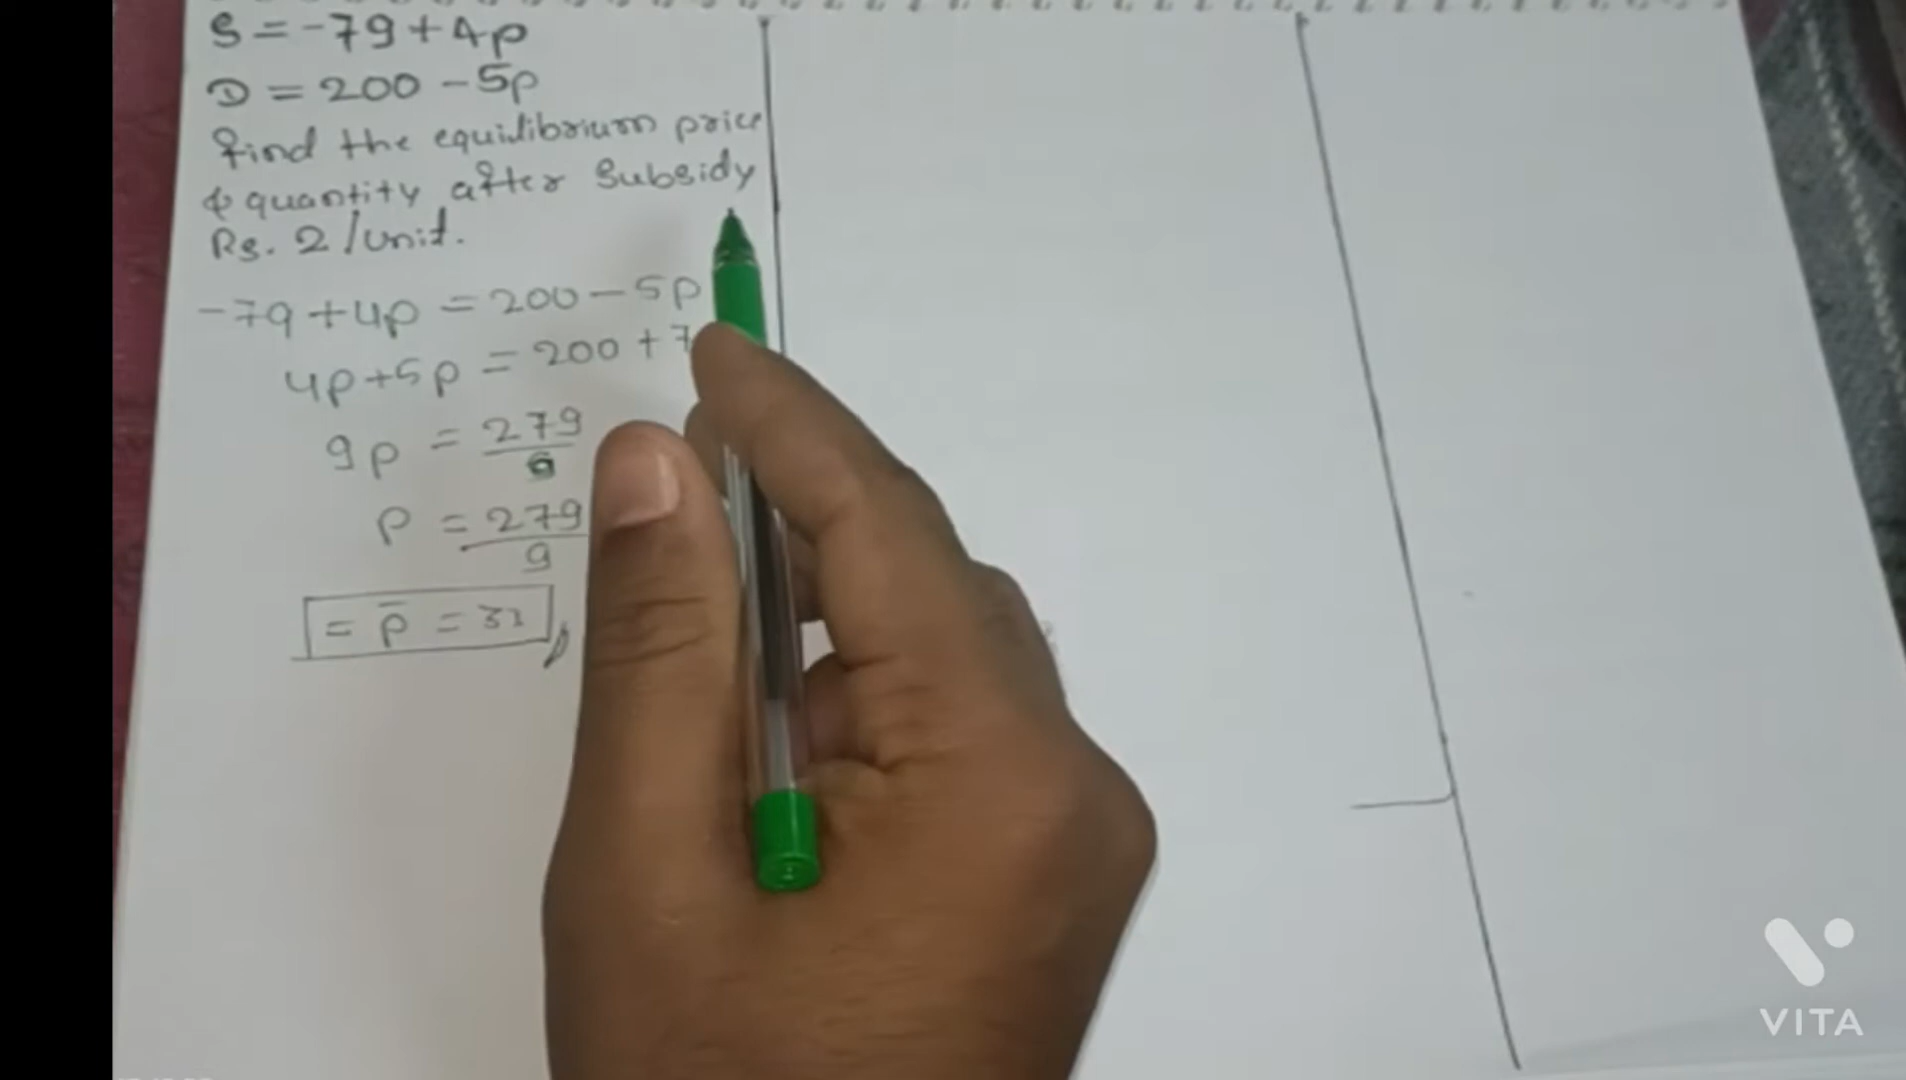 S = -79 + 4p
D = 200 - 5p
find the equilibrium price
& quantity after Subsidy
Rs. 2 / unit.
-79 + 4p = 200 - 5p
4p + 5p = 200 + 7
9p = 279 / 9
P = 279 / 9
= p̄ = 31
VITA